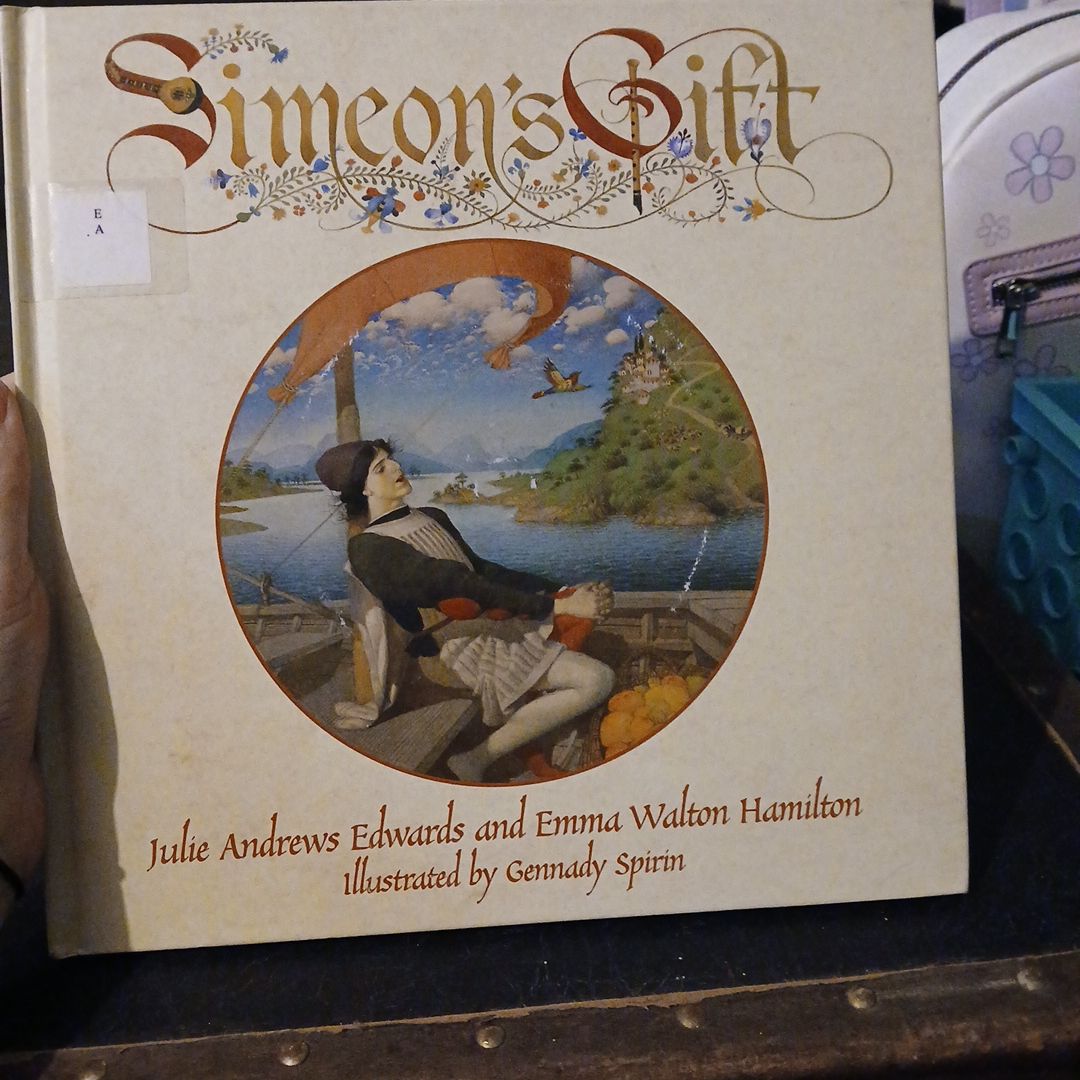 Simeon's Gift
E
. A
Julie Andrews Edwards and Emma Walton Hamilton
Illustrated by Gennady Spirin